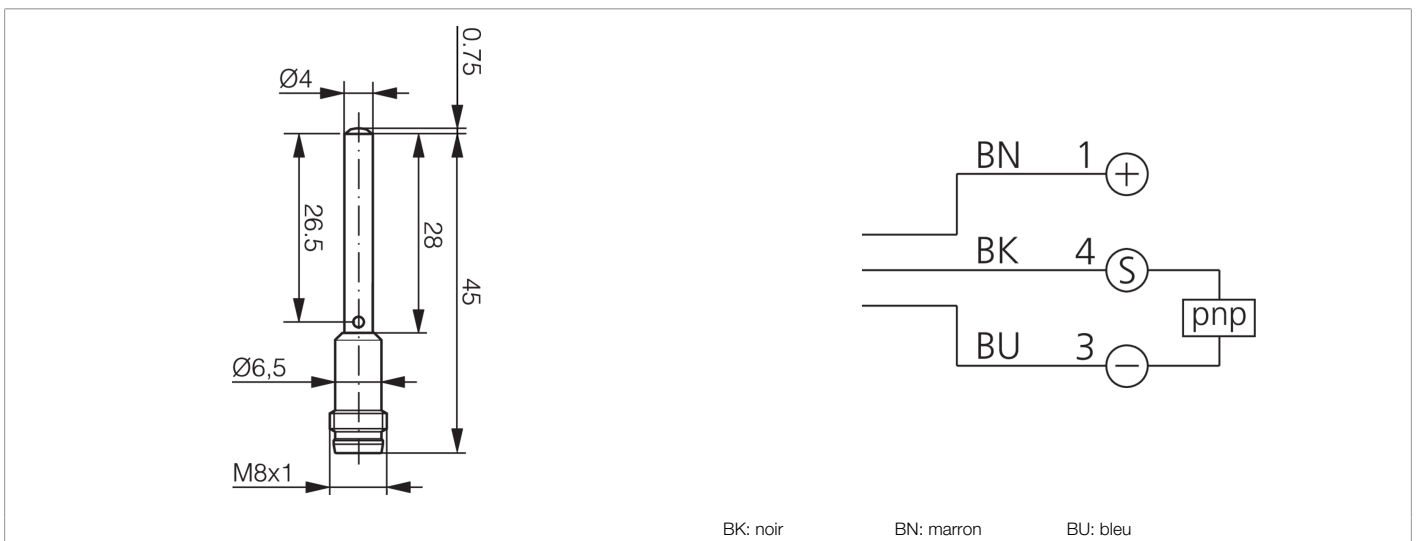 0.75
Ø4
26.5
28
45
Ø6,5
M8x1
BN 1 +
BK 4 S
pnp
BU 3 −
BK: noir BN: marron BU: bleu